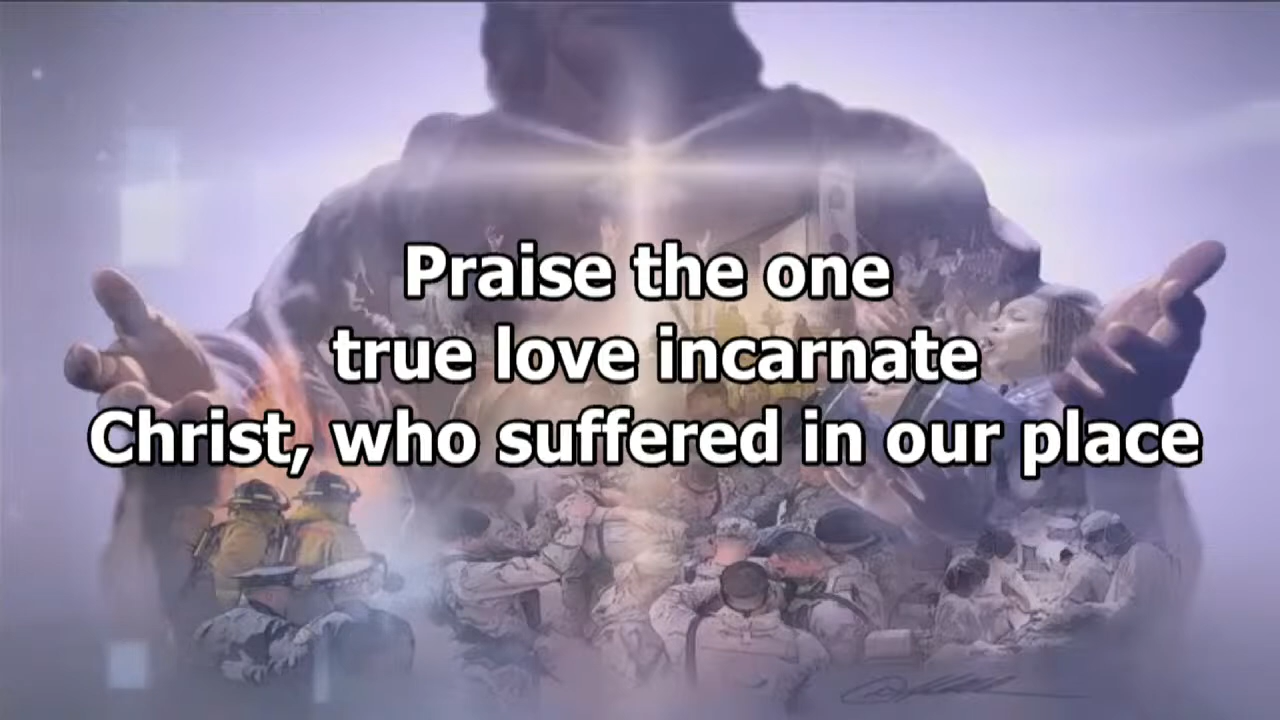 Praise the one
true love incarnate
Christ, who suffered in our place